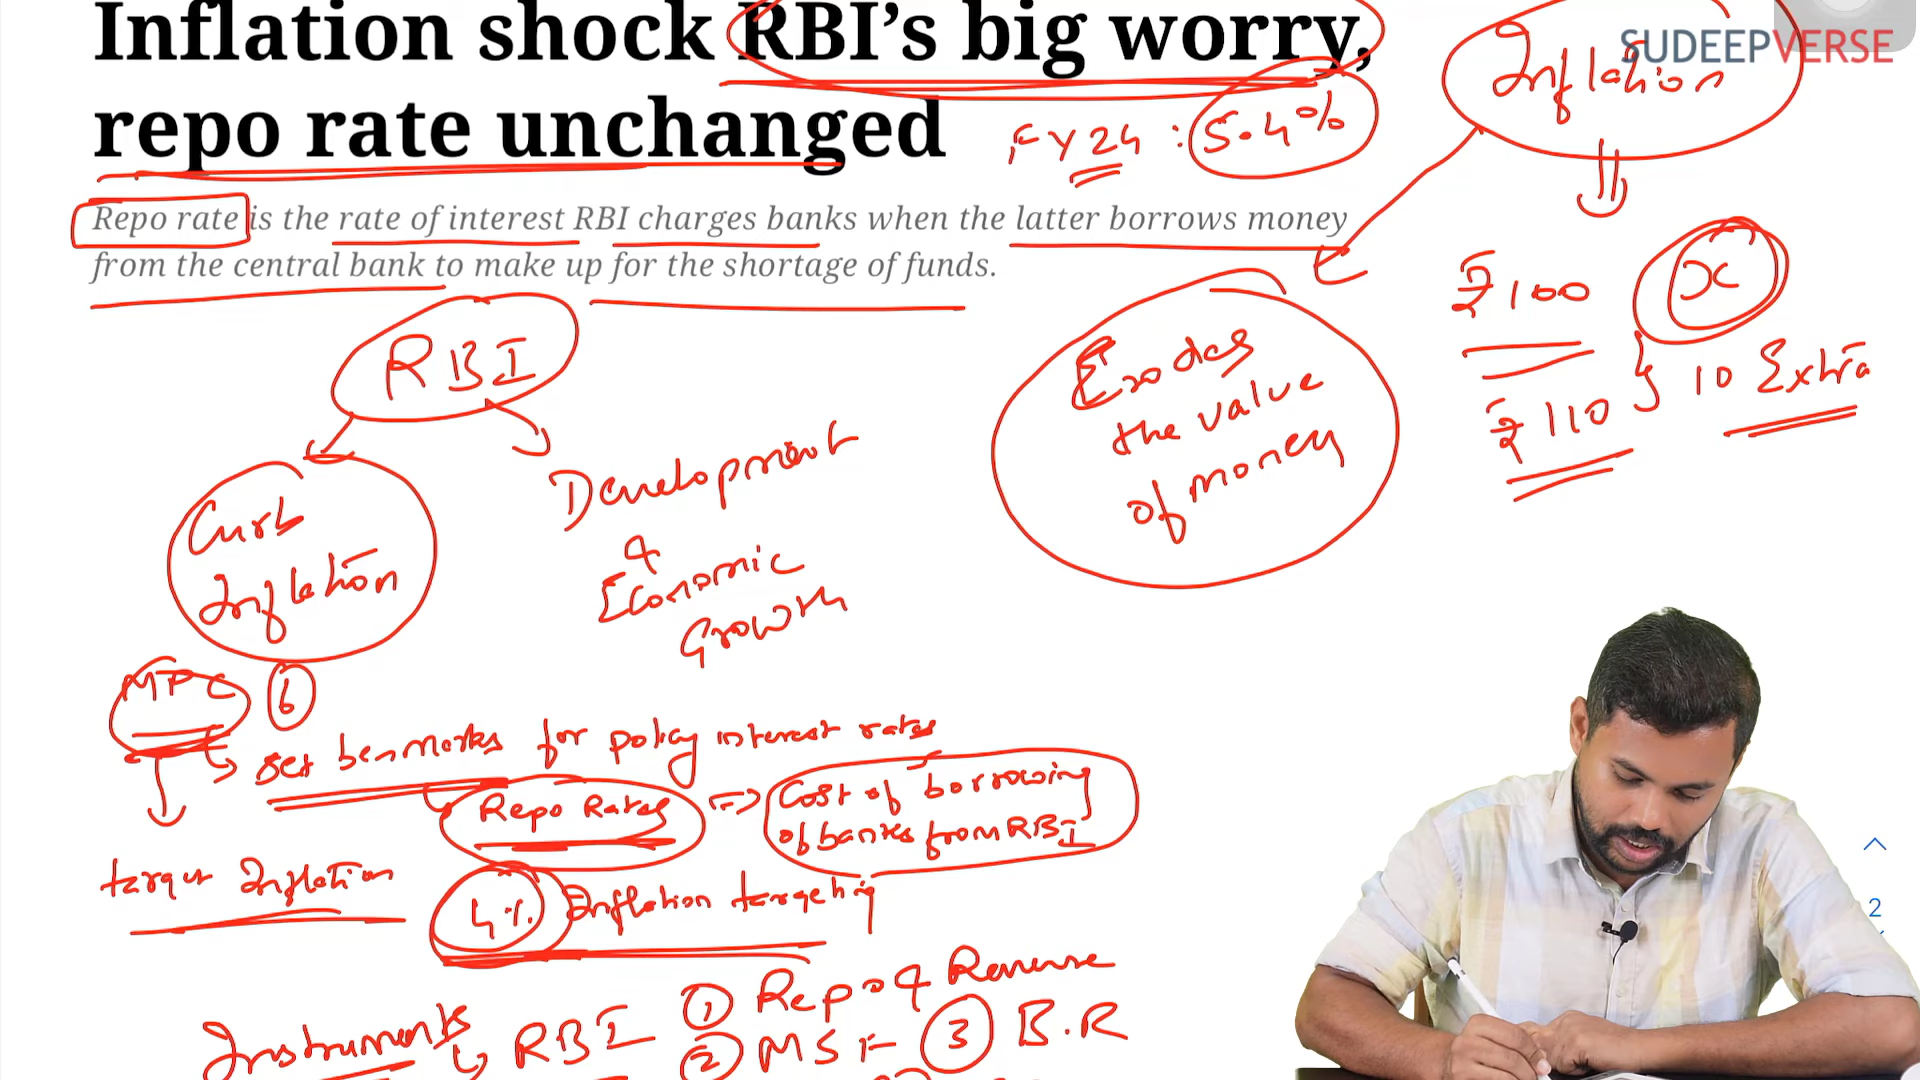 Inflation shock RBI's big worry,
repo rate unchanged
SUDEEPVERSE
Inflation
FY24 : 5.4%
Repo rate is the rate of interest RBI charges banks when the latter borrows money
from the central bank to make up for the shortage of funds.
₹100
x
₹110
10 Extra
RBI
Exodes
the value
of money
Curb
Inflation
Development
&
Economic
Growth
MPC 6
set benmarks for policy interest rates
Repo Rates => Cost of borrowing
of banks from RBI
target Inflation
4% Inflation targeting
Instruments RBI
1 Repo & Reverse
2 MSF 3 B.R
2